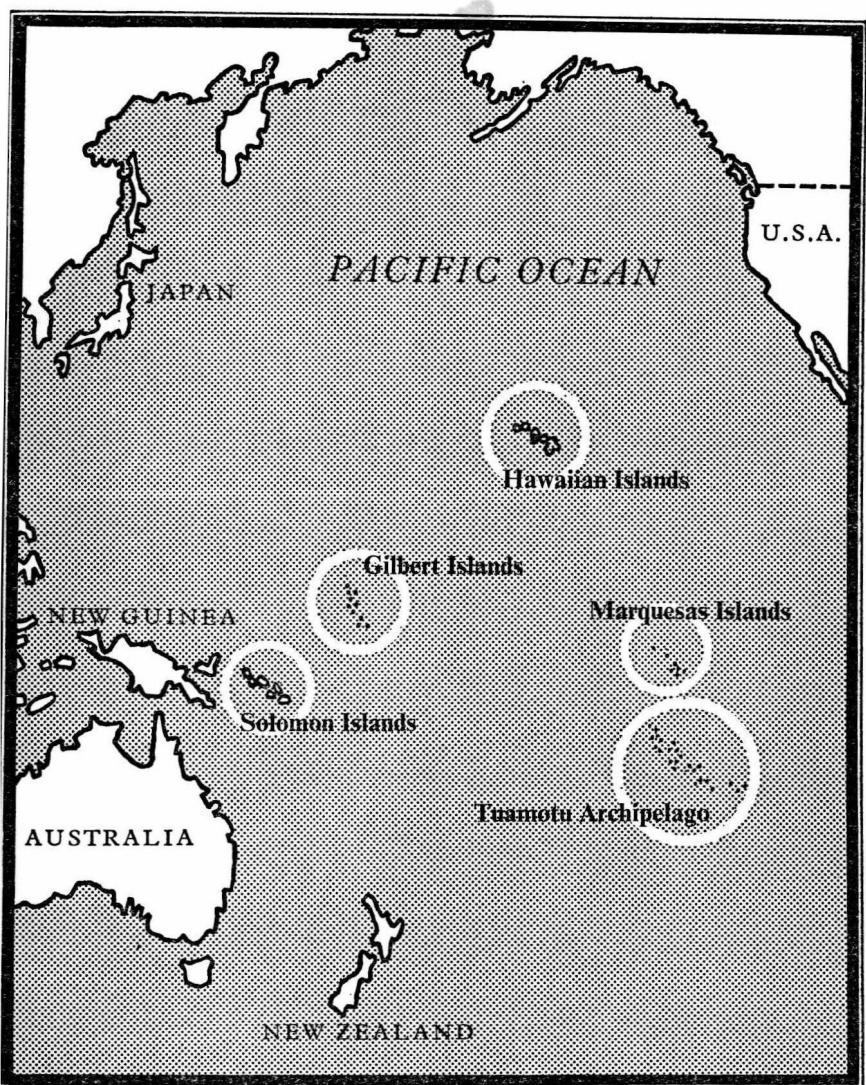 U.S.A.
PACIFIC OCEAN
JAPAN
Hawaiian Islands
Gilbert Islands
Marquesas Islands
NEW GUINEA
Solomon Islands
Tuamotu Archipelago
AUSTRALIA
NEW ZEALAND